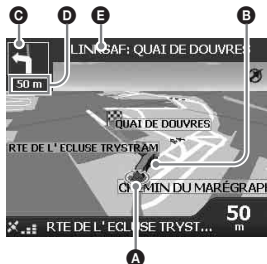 C
D
E
B
LINKSAF: QUAI DE DOUVRES
50 m
QUAI DE DOUVRES
RTE DE L'ECLUSE TRYSTRAM
CHEMIN DU MARÉGRAPH
RTE DE L'ECLUSE TRYST...
50
m
A